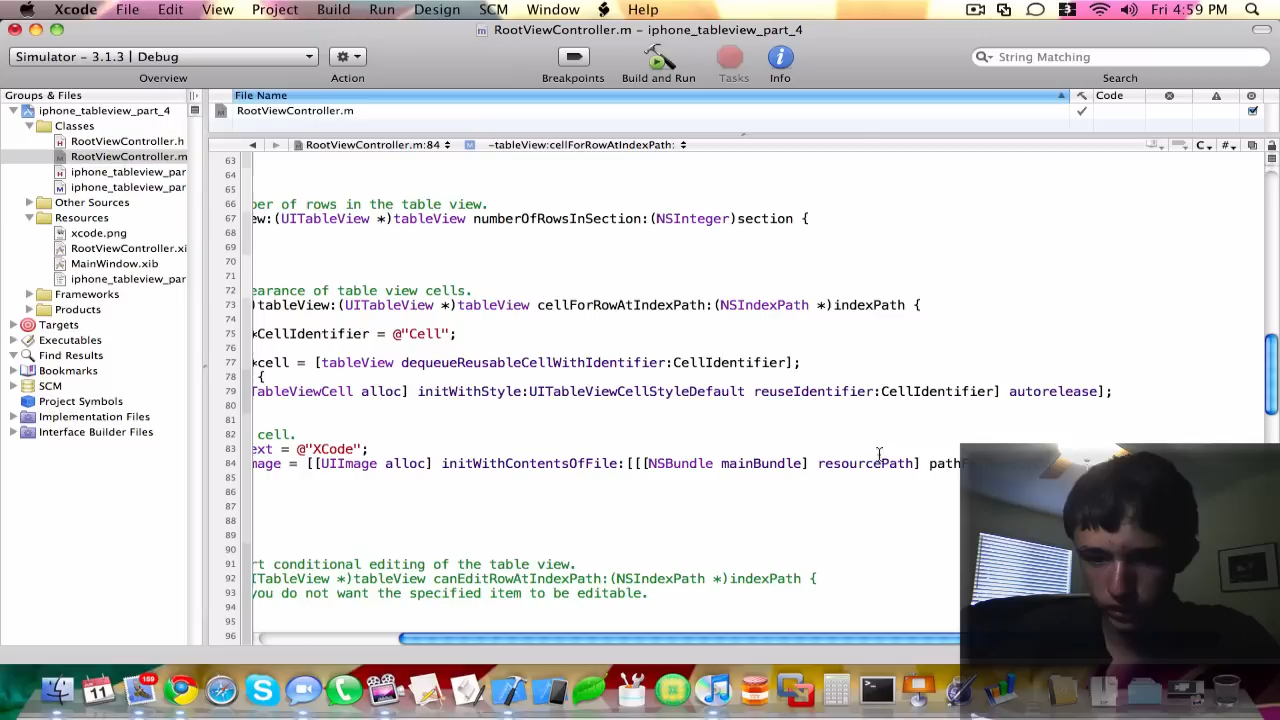 Xcode File Edit View Project Build Run Design SCM Window Help Fri 4:59 PM
RootViewController.m – iphone_tableview_part_4
Simulator - 3.1.3 | Debug
String Matching
Overview Action Breakpoints Build and Run Tasks Info Search
Groups & Files
File Name Code
iphone_tableview_part_4
RootViewController.m
Classes
RootViewController.h
RootViewController.m
iphone_tableview_par
iphone_tableview_par
Other Sources
Resources
xcode.png
RootViewController.xi
MainWindow.xib
iphone_tableview_par
Frameworks
Products
Targets
Executables
Find Results
Bookmarks
SCM
Project Symbols
Implementation Files
Interface Builder Files
RootViewController.m:84 -tableView:cellForRowAtIndexPath:
63
64
65
66 ber of rows in the table view.
67 ew:(UITableView *)tableView numberOfRowsInSection:(NSInteger)section {
68
69
70
71
72 earance of table view cells.
73 )tableView:(UITableView *)tableView cellForRowAtIndexPath:(NSIndexPath *)indexPath {
74
75 *CellIdentifier = @"Cell";
76
77 *cell = [tableView dequeueReusableCellWithIdentifier:CellIdentifier];
78 {
79 TableViewCell alloc] initWithStyle:UITableViewCellStyleDefault reuseIdentifier:CellIdentifier] autorelease];
80
81
82 cell.
83 ext = @"XCode";
84 mage = [[UIImage alloc] initWithContentsOfFile:[[[NSBundle mainBundle] resourcePath] path
85
86
87
88
89
90
91 rt conditional editing of the table view.
92 ITableView *)tableView canEditRowAtIndexPath:(NSIndexPath *)indexPath {
93 you do not want the specified item to be editable.
94
95
96
11
159